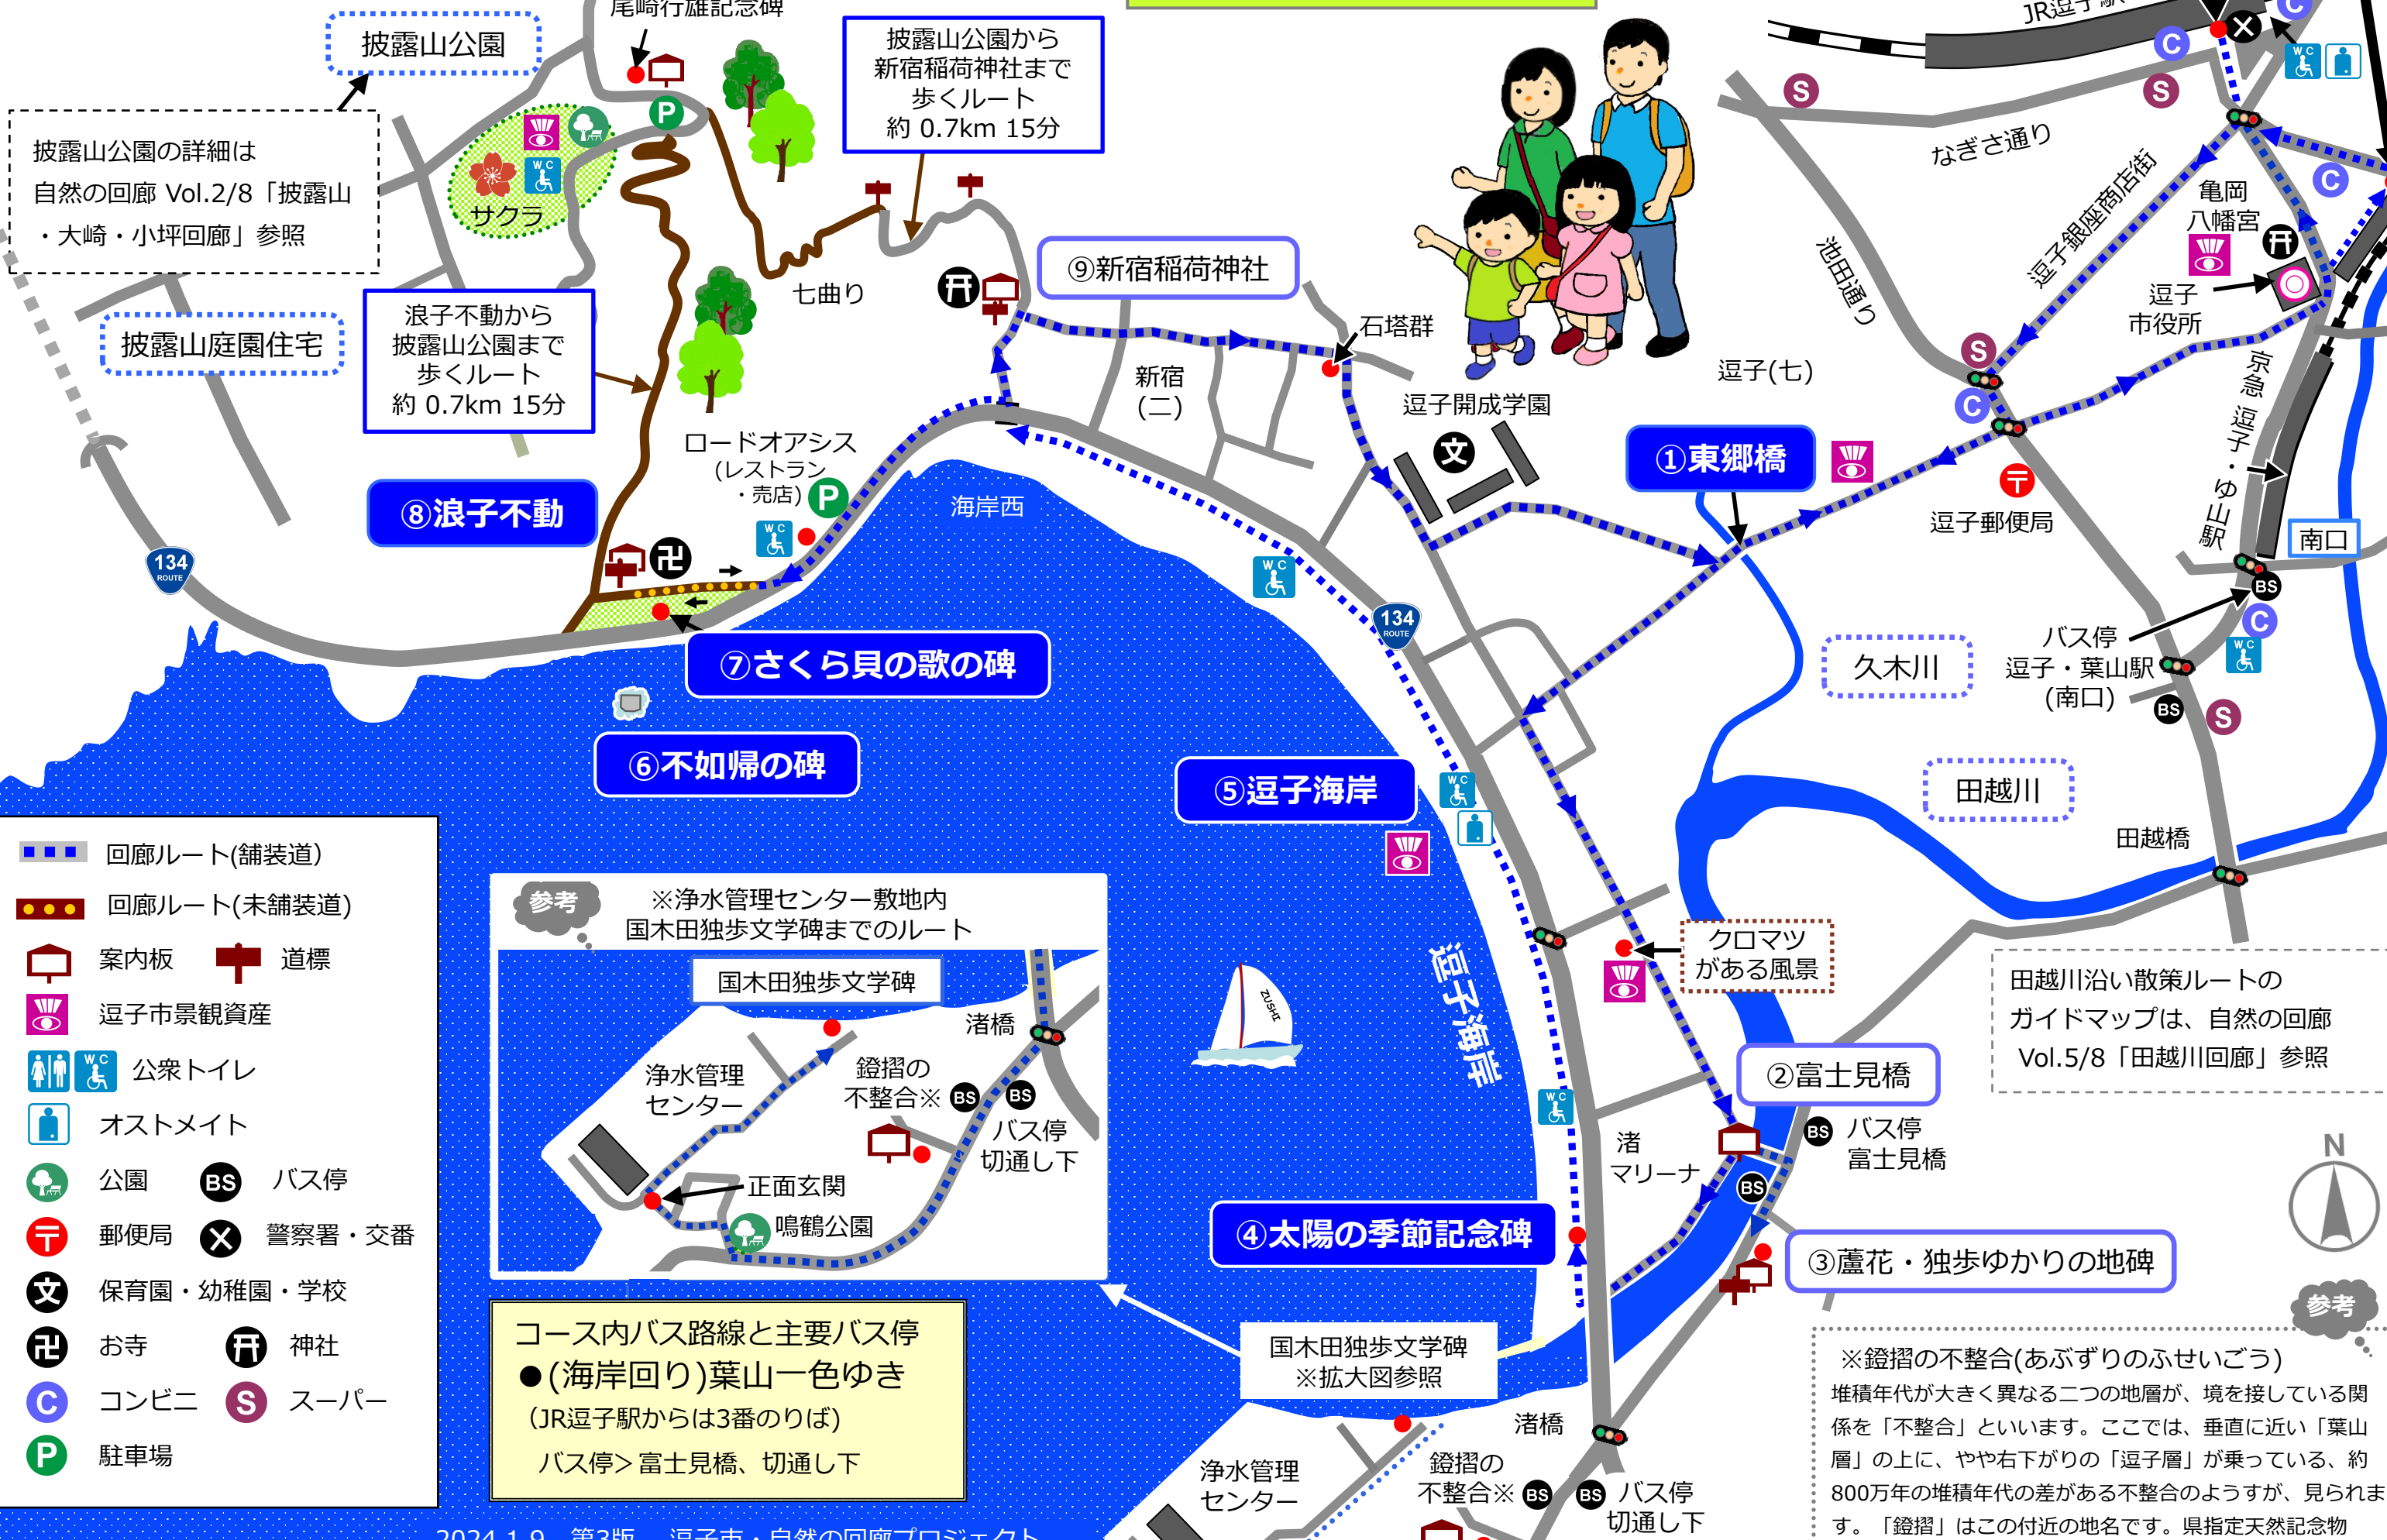 尾崎行雄記念碑
披露山公園
披露山公園から
新宿稲荷神社まで
歩くルート
約 0.7km 15分
JR逗子駅
C
C
WC
S
S
なぎさ通り
P
WC
サクラ
披露山公園の詳細は
自然の回廊 Vol.2/8「披露山
・大崎・小坪回廊」参照
逗子銀座商店街
亀岡
八幡宮
C
池田通り
逗子
市役所
七曲り
⑨新宿稲荷神社
石塔群
披露山庭園住宅
浪子不動から
披露山公園まで
歩くルート
約 0.7km 15分
新宿
(二)
逗子(七)
S
C
京急 逗子・
ゆ山駅
逗子開成学園
文
ロードオアシス
(レストラン
・売店)
P
WC
海岸西
①東郷橋
逗子郵便局
南口
⑧浪子不動
134
ROUTE
WC
134
ROUTE
BS
C
WC
バス停
逗子・葉山駅
(南口)
BS
S
⑦さくら貝の歌の碑
久木川
⑥不如帰の碑
⑤逗子海岸
WC
田越川
田越橋
回廊ルート(舗装道)
回廊ルート(未舗装道)
案内板
道標
逗子市景観資産
WC
公衆トイレ
オストメイト
公園
BS
バス停
郵便局
警察署・交番
文
保育園・幼稚園・学校
お寺
神社
C
コンビニ
S
スーパー
P
駐車場
参考
※浄水管理センター敷地内
国木田独歩文学碑までのルート
国木田独歩文学碑
渚橋
浄水管理
センター
鐙摺の
不整合※
BS
BS
バス停
切通し下
正面玄関
鳴鶴公園
ZUSHI
逗子海岸
クロマツ
がある風景
田越川沿い散策ルートの
ガイドマップは、自然の回廊
Vol.5/8「田越川回廊」参照
②富士見橋
WC
渚
マリーナ
BS
バス停
富士見橋
BS
N
④太陽の季節記念碑
③蘆花・独歩ゆかりの地碑
参考
コース内バス路線と主要バス停
●(海岸回り)葉山一色ゆき
(JR逗子駅からは3番のりば)
バス停>富士見橋、切通し下
国木田独歩文学碑
※拡大図参照
渚橋
浄水管理
センター
鐙摺の
不整合※
BS
BS
バス停
切通し下
※鐙摺の不整合(あぶずりのふせいごう)
堆積年代が大きく異なる二つの地層が、境を接している関
係を「不整合」といいます。ここでは、垂直に近い「葉山
層」の上に、やや右下がりの「逗子層」が乗っている、約
800万年の堆積年代の差がある不整合のようすが、見られま
す。「鐙摺」はこの付近の地名です。県指定天然記念物
2024.1.9 第3版 逗子市・自然の回廊プロジェクト